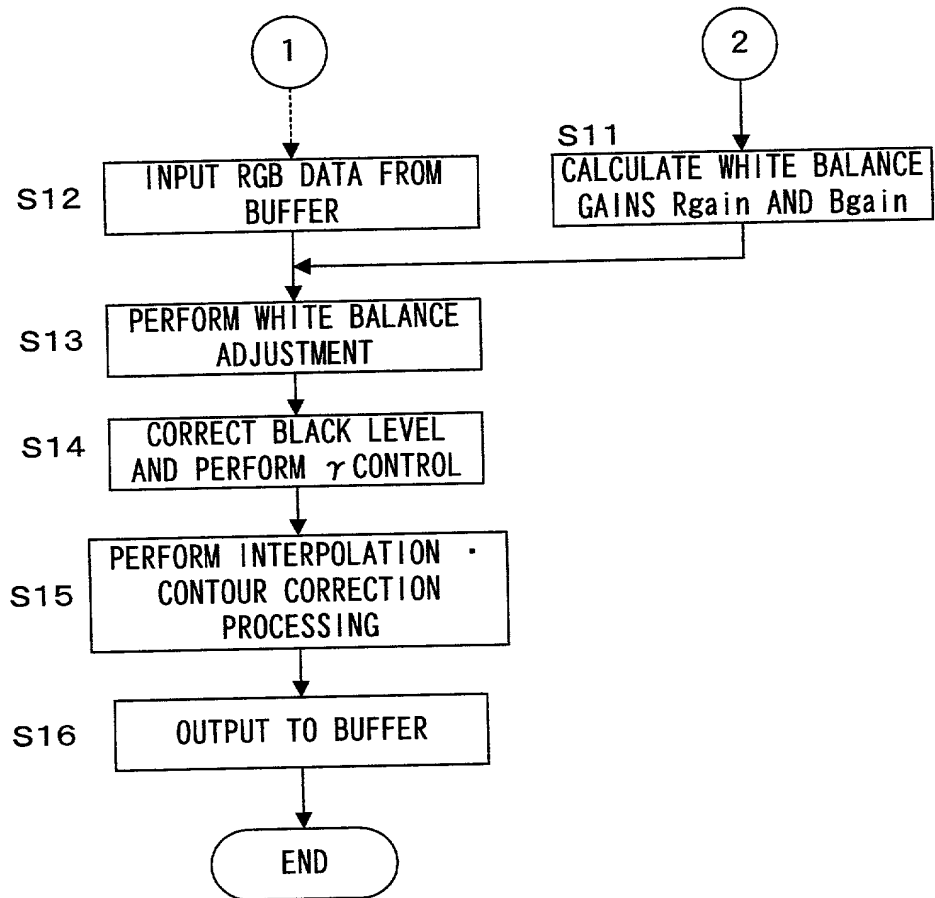 1
2
S11
S12
INPUT RGB DATA FROM
BUFFER
CALCULATE WHITE BALANCE
GAINS Rgain AND Bgain
S13
PERFORM WHITE BALANCE
ADJUSTMENT
S14
CORRECT BLACK LEVEL
AND PERFORM γ CONTROL
S15
PERFORM INTERPOLATION ·
CONTOUR CORRECTION
PROCESSING
S16
OUTPUT TO BUFFER
END